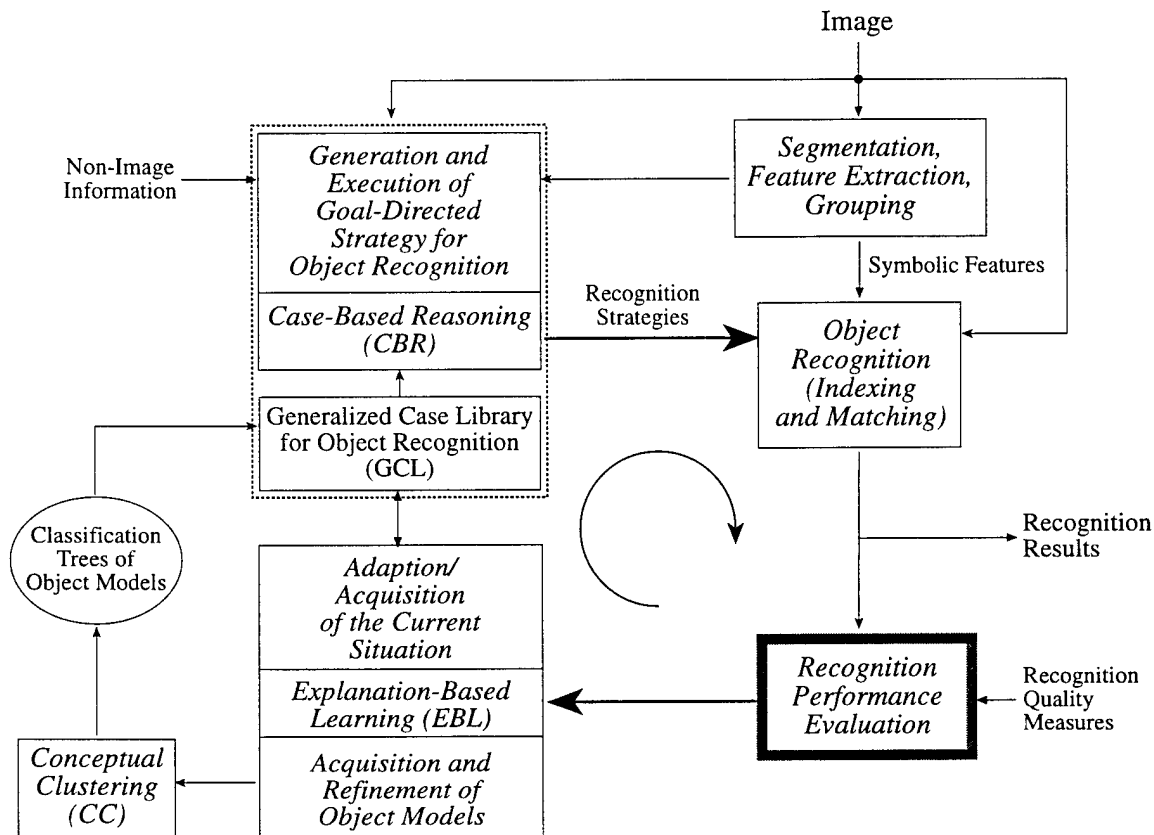 Image
Non-Image
Information
Generation and
Execution of
Goal-Directed
Strategy for
Object Recognition
Case-Based Reasoning
(CBR)
Segmentation,
Feature Extraction,
Grouping
Symbolic Features
Recognition
Strategies
Object
Recognition
(Indexing
and Matching)
Generalized Case Library
for Object Recognition
(GCL)
Classification
Trees of
Object Models
Recognition
Results
Adaption/
Acquisition
of the Current
Situation
Explanation-Based
Learning (EBL)
Acquisition and
Refinement of
Object Models
Recognition
Performance
Evaluation
Recognition
Quality
Measures
Conceptual
Clustering
(CC)